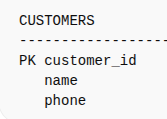 CUSTOMERS
-----------------
PK customer_id
   name
   phone